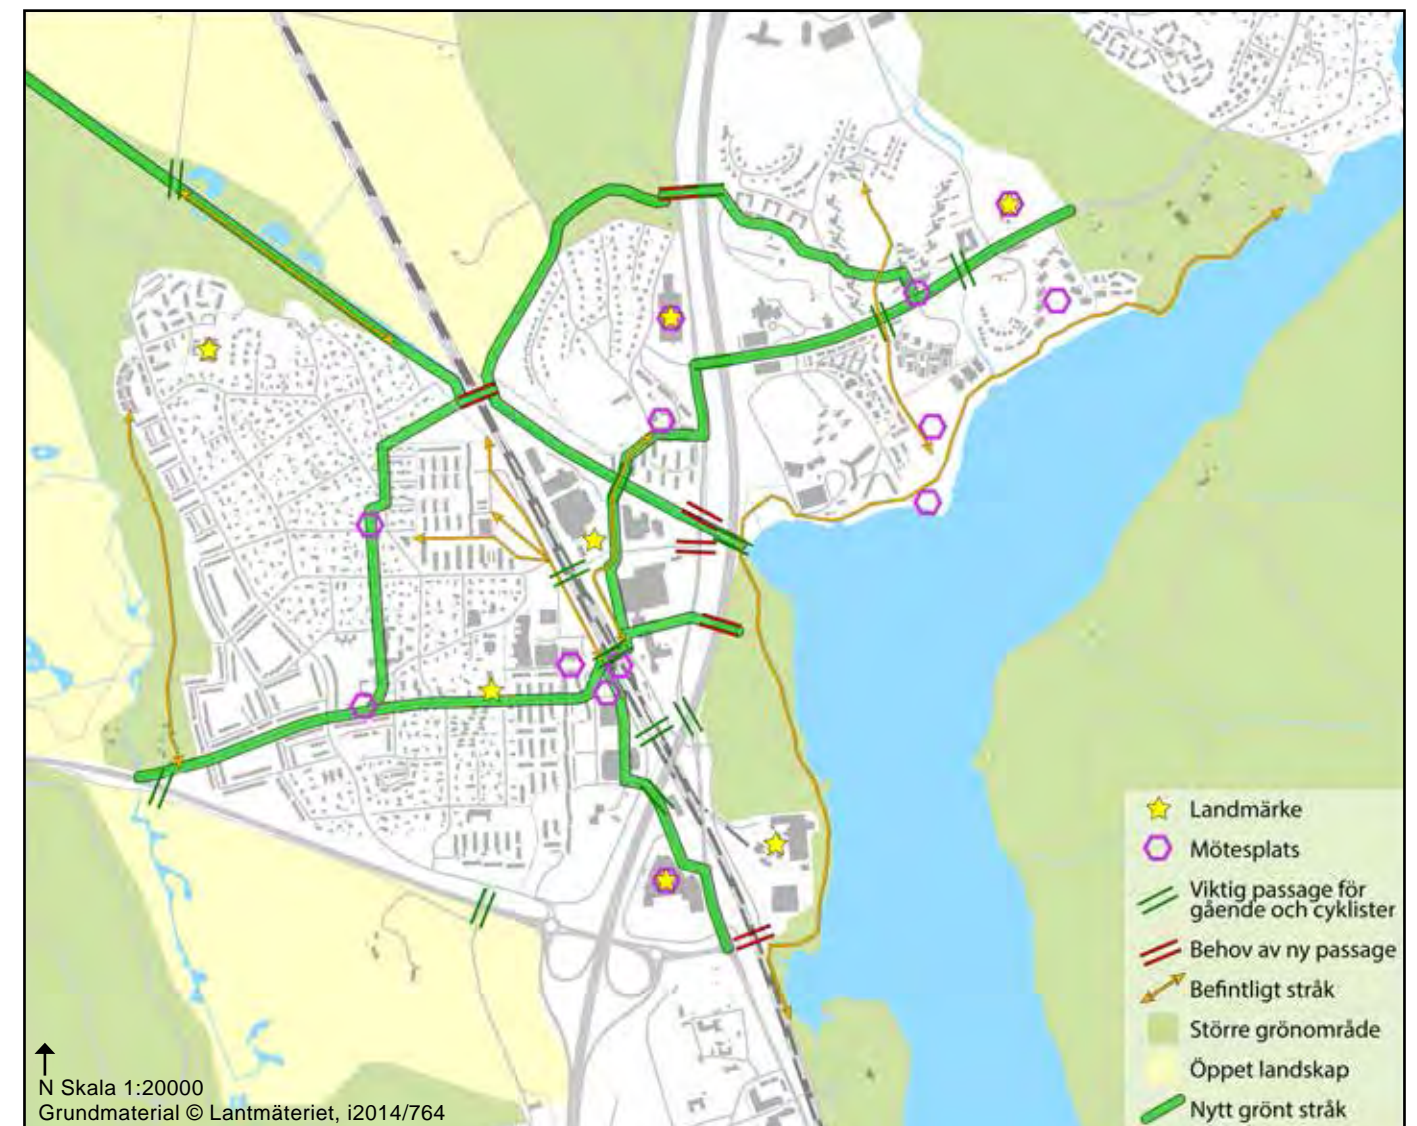 Landmärke
Mötesplats
Viktig passage för
gående och cyklister
Behov av ny passage
Befintligt stråk
Större grönområde
Öppet landskap
Nytt grönt stråk
N Skala 1:20000
Grundmaterial © Lantmäteriet, i2014/764